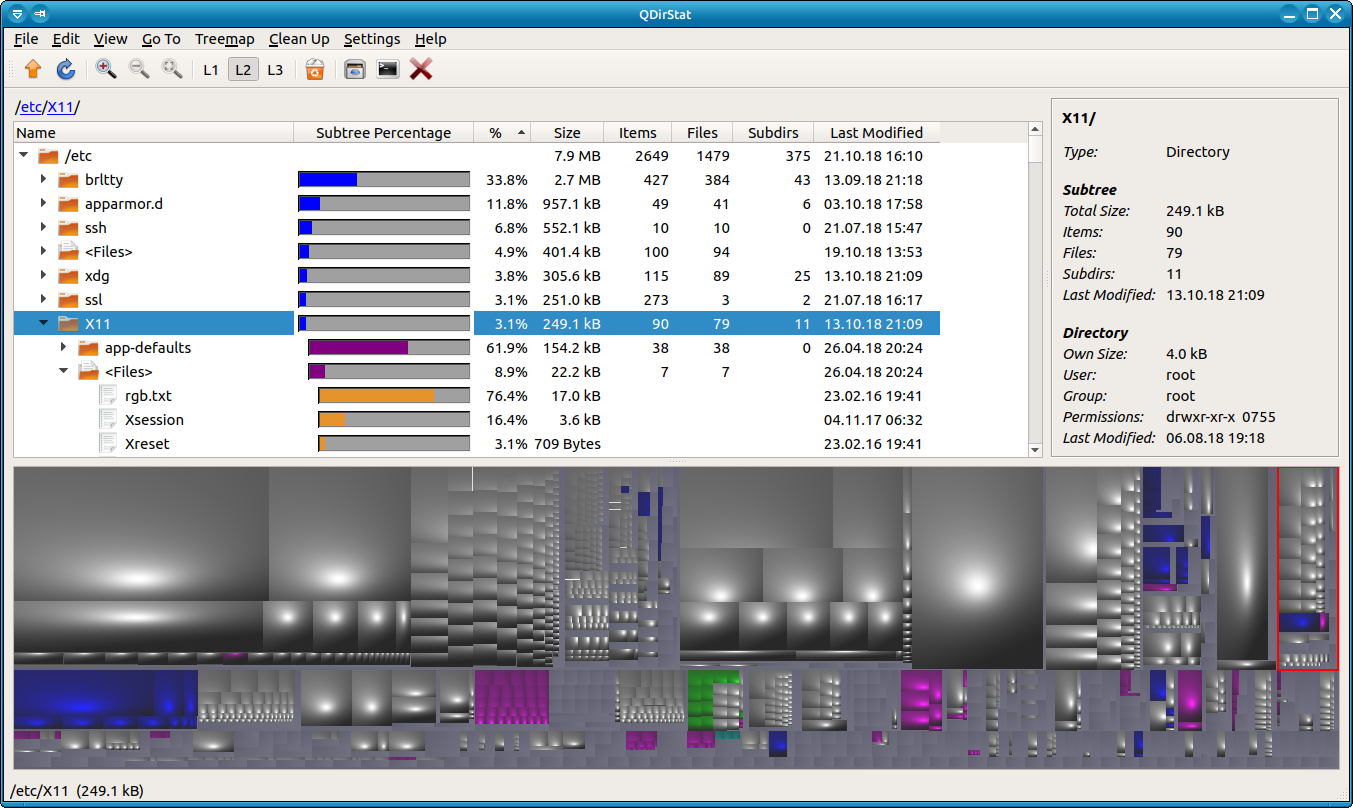 QDirStat
File Edit View Go To Treemap Clean Up Settings Help
L1 L2 L3
/etc/X11/
Name Subtree Percentage % Size Items Files Subdirs Last Modified
/etc 7.9 MB 2649 1479 375 21.10.18 16:10
brltty 33.8% 2.7 MB 427 384 43 13.09.18 21:18
apparmor.d 11.8% 957.1 kB 49 41 6 03.10.18 17:58
ssh 6.8% 552.1 kB 10 10 0 21.07.18 15:47
<Files> 4.9% 401.4 kB 100 94 19.10.18 13:53
xdg 3.8% 305.6 kB 115 89 25 13.10.18 21:09
ssl 3.1% 251.0 kB 273 3 2 21.07.18 16:17
X11 3.1% 249.1 kB 90 79 11 13.10.18 21:09
app-defaults 61.9% 154.2 kB 38 38 0 26.04.18 20:24
<Files> 8.9% 22.2 kB 7 7 26.04.18 20:24
rgb.txt 76.4% 17.0 kB 23.02.16 19:41
Xsession 16.4% 3.6 kB 04.11.17 06:32
Xreset 3.1% 709 Bytes 23.02.16 19:41
X11/
Type: Directory
Subtree
Total Size: 249.1 kB
Items: 90
Files: 79
Subdirs: 11
Last Modified: 13.10.18 21:09
Directory
Own Size: 4.0 kB
User: root
Group: root
Permissions: drwxr-xr-x 0755
Last Modified: 06.08.18 19:18
/etc/X11 (249.1 kB)